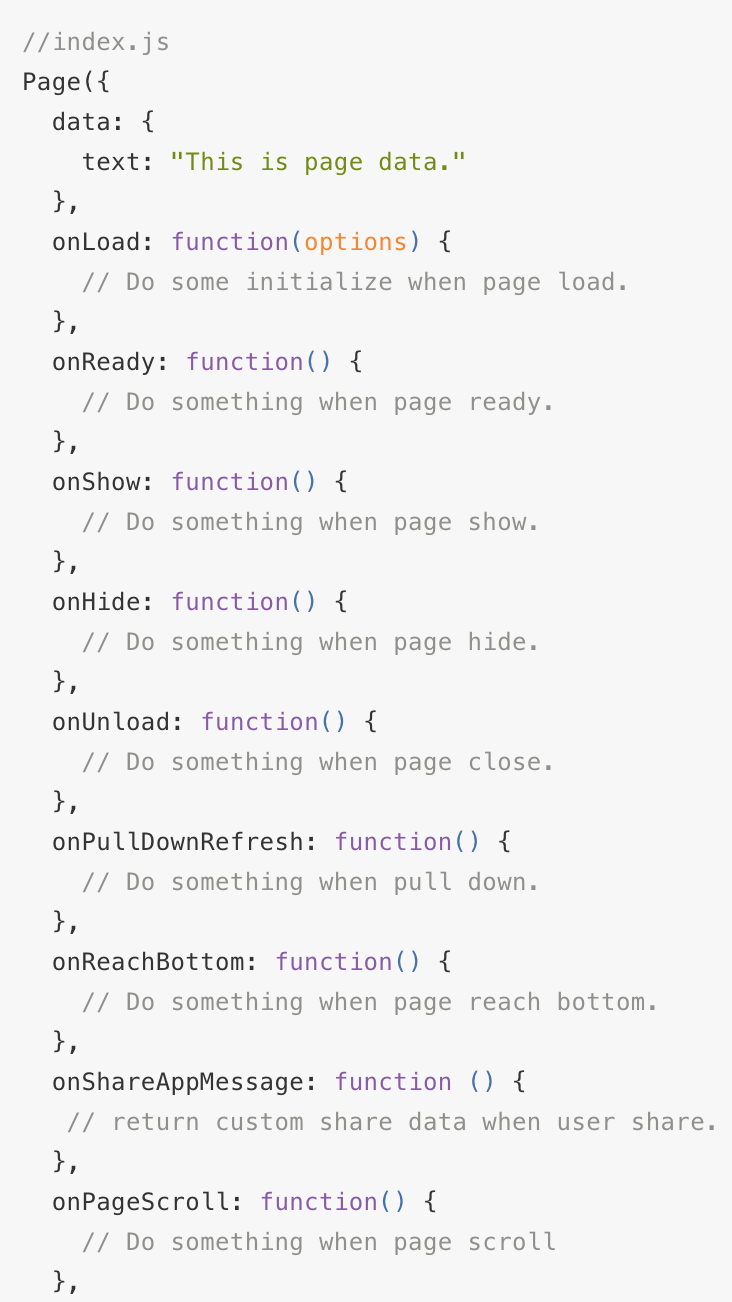 //index.js
Page({
  data: {
    text: "This is page data."
  },
  onLoad: function(options) {
    // Do some initialize when page load.
  },
  onReady: function() {
    // Do something when page ready.
  },
  onShow: function() {
    // Do something when page show.
  },
  onHide: function() {
    // Do something when page hide.
  },
  onUnload: function() {
    // Do something when page close.
  },
  onPullDownRefresh: function() {
    // Do something when pull down.
  },
  onReachBottom: function() {
    // Do something when page reach bottom.
  },
  onShareAppMessage: function () {
   // return custom share data when user share.
  },
  onPageScroll: function() {
    // Do something when page scroll
  },